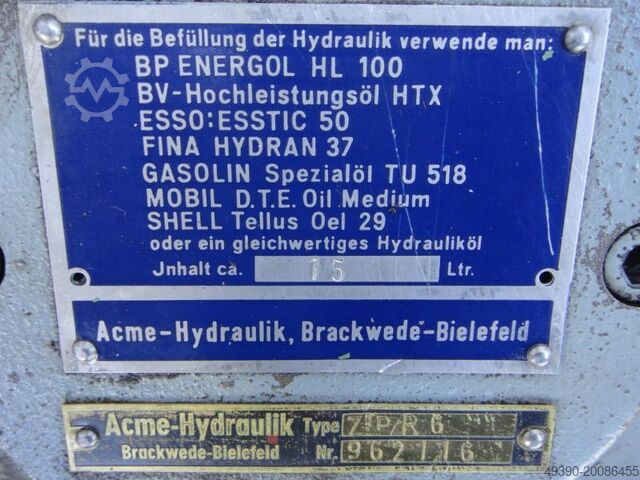 Für die Befüllung der Hydraulik verwende man:
BP ENERGOL HL 100
BV-Hochleistungsöl HTX
ESSO: ESSTIC 50
FINA HYDRAN 37
GASOLIN Spezialöl TU 518
MOBIL D.T.E. Oil Medium
SHELL Tellus Oel 29
oder ein gleichwertiges Hydrauliköl
Jnhalt ca. 15 Ltr.
Acme-Hydraulik, Brackwede-Bielefeld
Acme-Hydraulik Type Z/P/R 6
Brackwede-Bielefeld Nr. 962116
49390-20086455